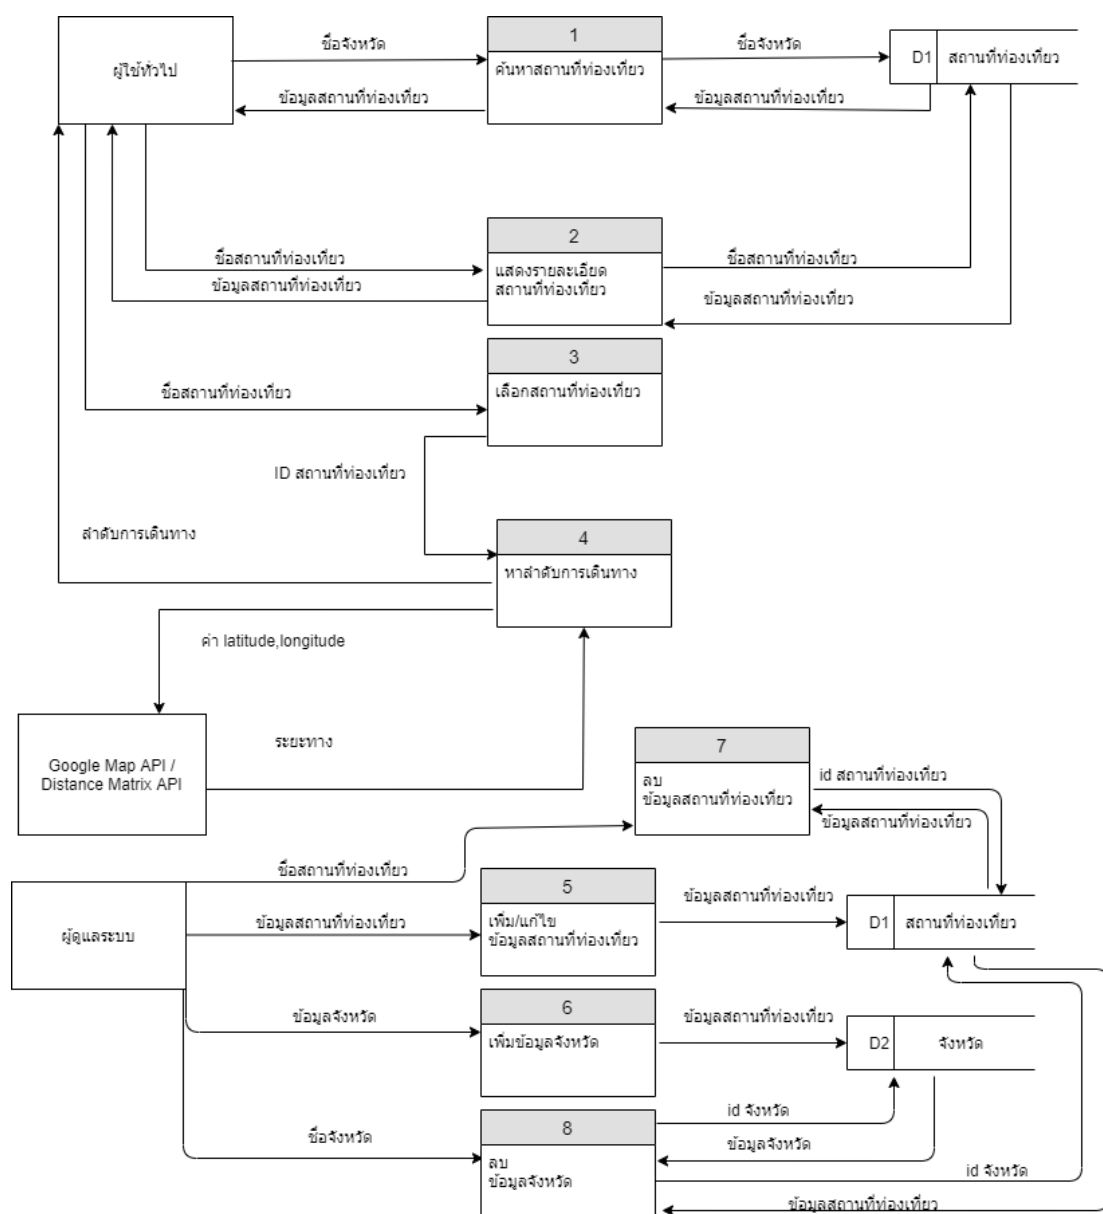 1
ชื่อจังหวัด
ชื่อจังหวัด
ผู้ใช้ทั่วไป
ค้นหาสถานที่ท่องเที่ยว
D1
สถานที่ท่องเที่ยว
ข้อมูลสถานที่ท่องเที่ยว
ข้อมูลสถานที่ท่องเที่ยว
2
ชื่อสถานที่ท่องเที่ยว
แสดงรายละเอียด
สถานที่ท่องเที่ยว
ชื่อสถานที่ท่องเที่ยว
ข้อมูลสถานที่ท่องเที่ยว
ข้อมูลสถานที่ท่องเที่ยว
3
ชื่อสถานที่ท่องเที่ยว
เลือกสถานที่ท่องเที่ยว
ID สถานที่ท่องเที่ยว
ลำดับการเดินทาง
4
หาลำดับการเดินทาง
ค่า latitude,longitude
Google Map API /
Distance Matrix API
ระยะทาง
7
ลบ
ข้อมูลสถานที่ท่องเที่ยว
id สถานที่ท่องเที่ยว
ข้อมูลสถานที่ท่องเที่ยว
ชื่อสถานที่ท่องเที่ยว
5
ข้อมูลสถานที่ท่องเที่ยว
ผู้ดูแลระบบ
ข้อมูลสถานที่ท่องเที่ยว
เพิ่ม/แก้ไข
ข้อมูลสถานที่ท่องเที่ยว
D1
สถานที่ท่องเที่ยว
6
ข้อมูลจังหวัด
เพิ่มข้อมูลจังหวัด
ข้อมูลสถานที่ท่องเที่ยว
D2
จังหวัด
8
id จังหวัด
ชื่อจังหวัด
ข้อมูลจังหวัด
ลบ
ข้อมูลจังหวัด
id จังหวัด
ข้อมูลสถานที่ท่องเที่ยว